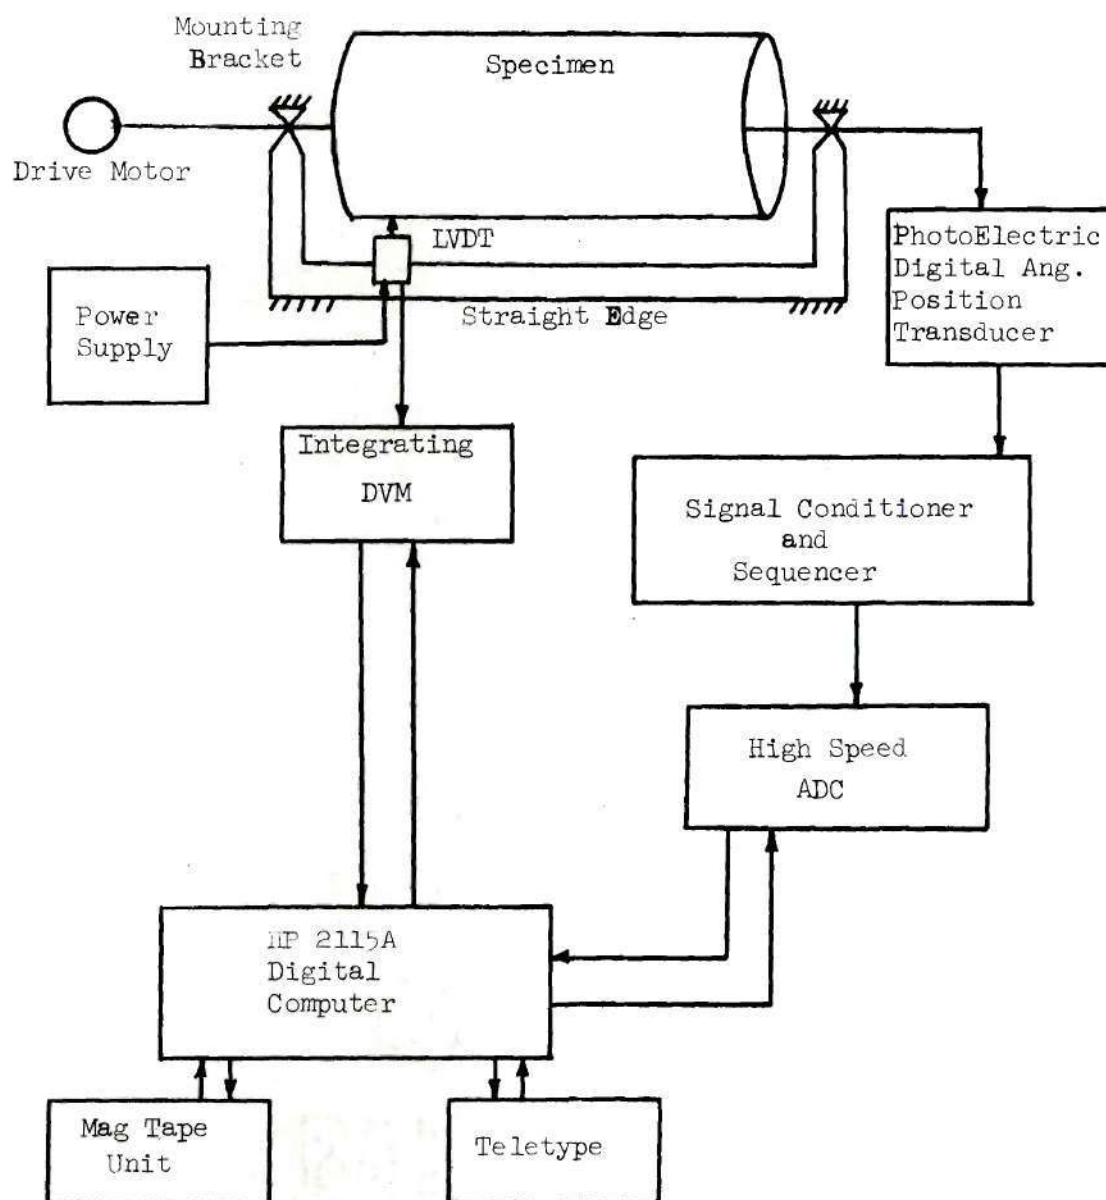 Mounting
Bracket
Specimen
Drive Motor
LVDT
PhotoElectric
Digital Ang.
Position
Transducer
Power
Supply
Straight Edge
Integrating
DVM
Signal Conditioner
and
Sequencer
High Speed
ADC
HP 2115A
Digital
Computer
Mag Tape
Unit
Teletype